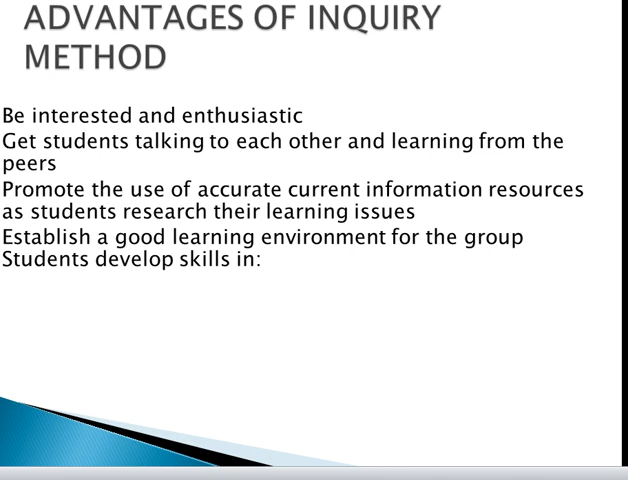 ADVANTAGES OF INQUIRY
METHOD
Be interested and enthusiastic
Get students talking to each other and learning from the
peers
Promote the use of accurate current information resources
as students research their learning issues
Establish a good learning environment for the group
Students develop skills in: